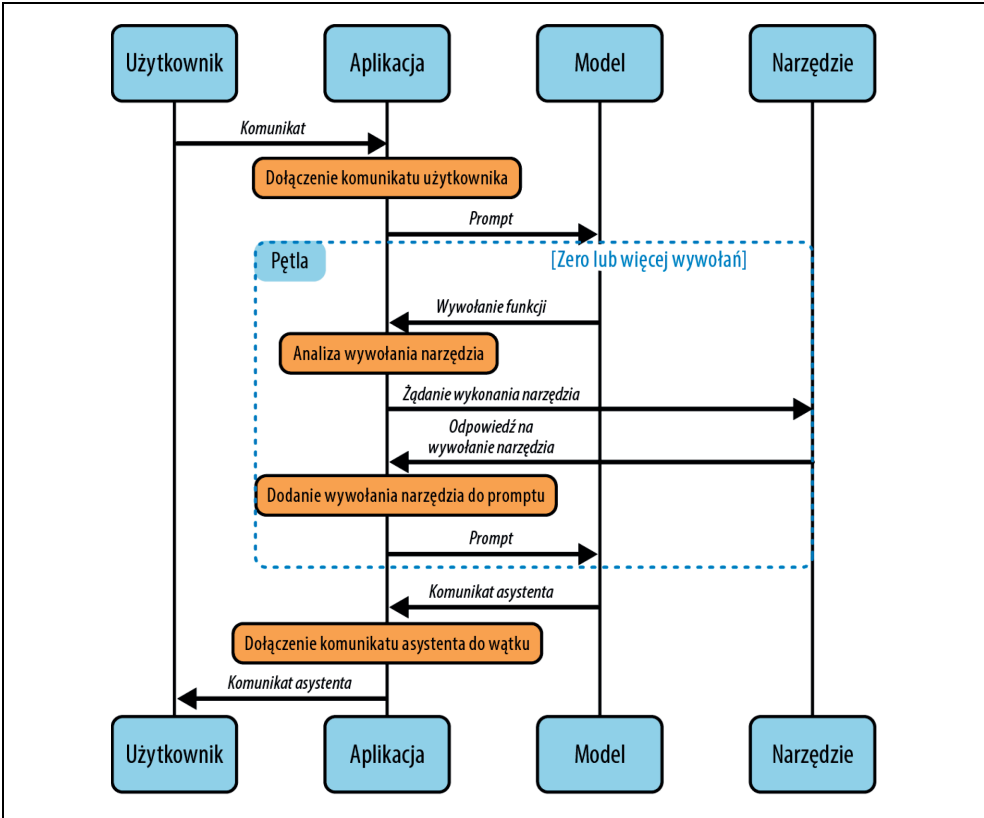 Użytkownik
Aplikacja
Model
Narzędzie
Komunikat
Dołączenie komunikatu użytkownika
Prompt
Pętla
[Zero lub więcej wywołań]
Wywołanie funkcji
Analiza wywołania narzędzia
Żądanie wykonania narzędzia
Odpowiedź na
wywołanie narzędzia
Dodanie wywołania narzędzia do promptu
Prompt
Komunikat asystenta
Dołączenie komunikatu asystenta do wątku
Komunikat asystenta
Użytkownik
Aplikacja
Model
Narzędzie